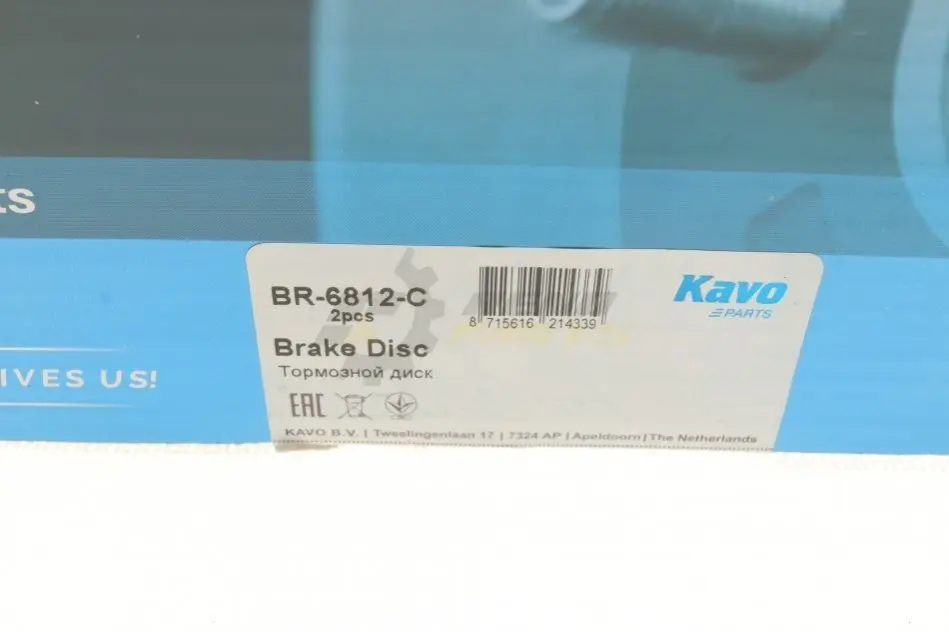 ts
IVES US!
BR-6812-C
2pcs
8 715616 214339
Kavo
PARTS
Brake Disc
Тормозной диск
EAC
KAVO B.V. | Tweelingenlaan 17 | 7324 AP | Apeldoorn | The Netherlands